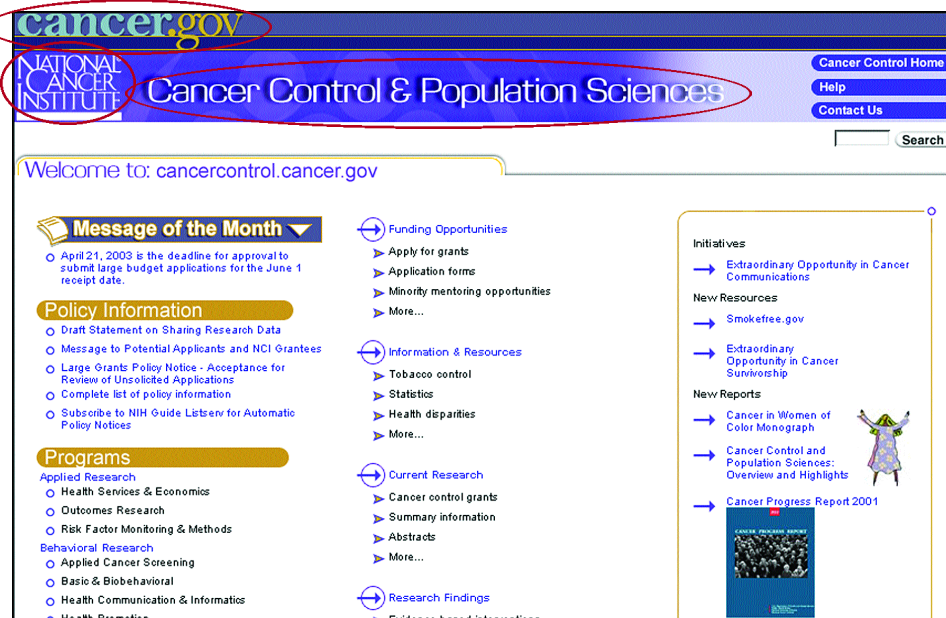 cancer.gov
NATIONAL
CANCER
INSTITUTE
Cancer Control & Population Sciences
Cancer Control Home
Help
Contact Us
Search
Welcome to: cancercontrol.cancer.gov
Message of the Month
April 21, 2003 is the deadline for approval to
submit large budget applications for the June 1
receipt date.
Policy Information
Draft Statement on Sharing Research Data
Message to Potential Applicants and NCI Grantees
Large Grants Policy Notice - Acceptance for
Review of Unsolicited Applications
Complete list of policy information
Subscribe to NIH Guide Listserv for Automatic
Policy Notices
Programs
Applied Research
Health Services & Economics
Outcomes Research
Risk Factor Monitoring & Methods
Behavioral Research
Applied Cancer Screening
Basic & Biobehavioral
Health Communication & Informatics
Health Promotion
Funding Opportunities
Apply for grants
Application forms
Minority mentoring opportunities
More...
Information & Resources
Tobacco control
Statistics
Health disparities
More...
Current Research
Cancer control grants
Summary information
Abstracts
More...
Research Findings
Evidence-based interventions
Initiatives
Extraordinary Opportunity in Cancer
Communications
New Resources
Smokefree.gov
Extraordinary
Opportunity in Cancer
Survivorship
New Reports
Cancer in Women of
Color Monograph
Cancer Control and
Population Sciences:
Overview and Highlights
Cancer Progress Report 2001
CANCER PROGRESS REPORT